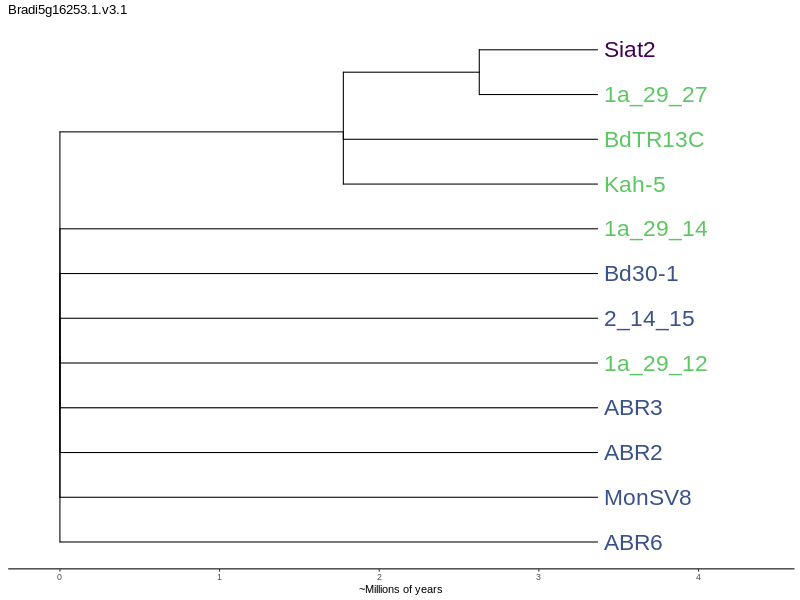 Bradi5g16253.1.v3.1
Siat2
1a_29_27
BdTR13C
Kah-5
1a_29_14
Bd30-1
2_14_15
1a_29_12
ABR3
ABR2
MonSV8
ABR6
0 1 2 3 4
~Millions of years